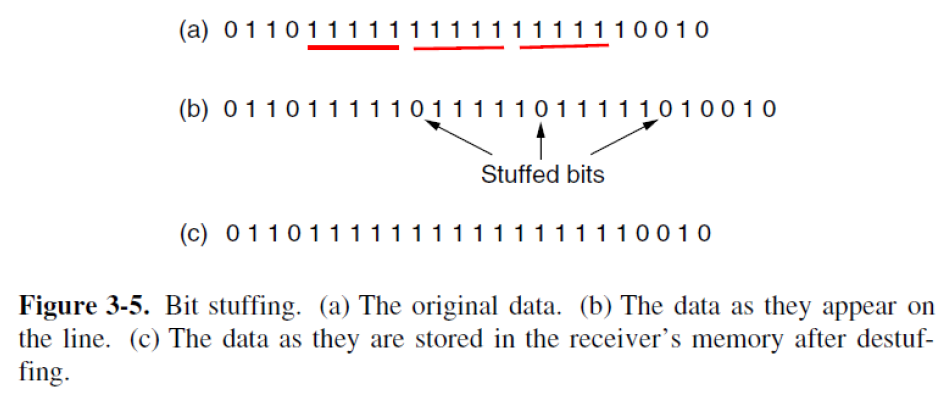 (a) 0 1 1 0 1 1 1 1 1 1 1 1 1 1 1 1 1 1 1 1 0 0 1 0
(b) 0 1 1 0 1 1 1 1 1 0 1 1 1 1 1 0 1 1 1 1 1 0 1 0 0 1 0
Stuffed bits
(c) 0 1 1 0 1 1 1 1 1 1 1 1 1 1 1 1 1 1 1 1 0 0 1 0
Figure 3-5. Bit stuffing. (a) The original data. (b) The data as they appear on
the line. (c) The data as they are stored in the receiver’s memory after destuf-
fing.